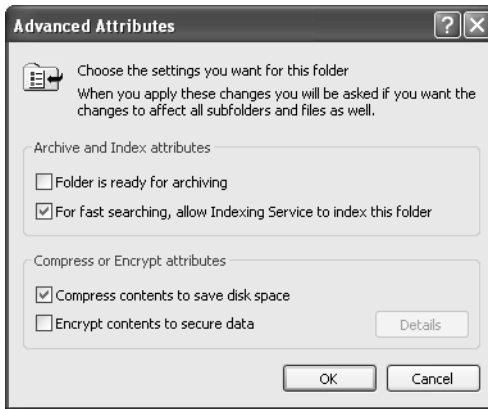 Advanced Attributes
Choose the settings you want for this folder
When you apply these changes you will be asked if you want the
changes to affect all subfolders and files as well.
Archive and Index attributes
Folder is ready for archiving
For fast searching, allow Indexing Service to index this folder
Compress or Encrypt attributes
Compress contents to save disk space
Encrypt contents to secure data
Details
OK
Cancel